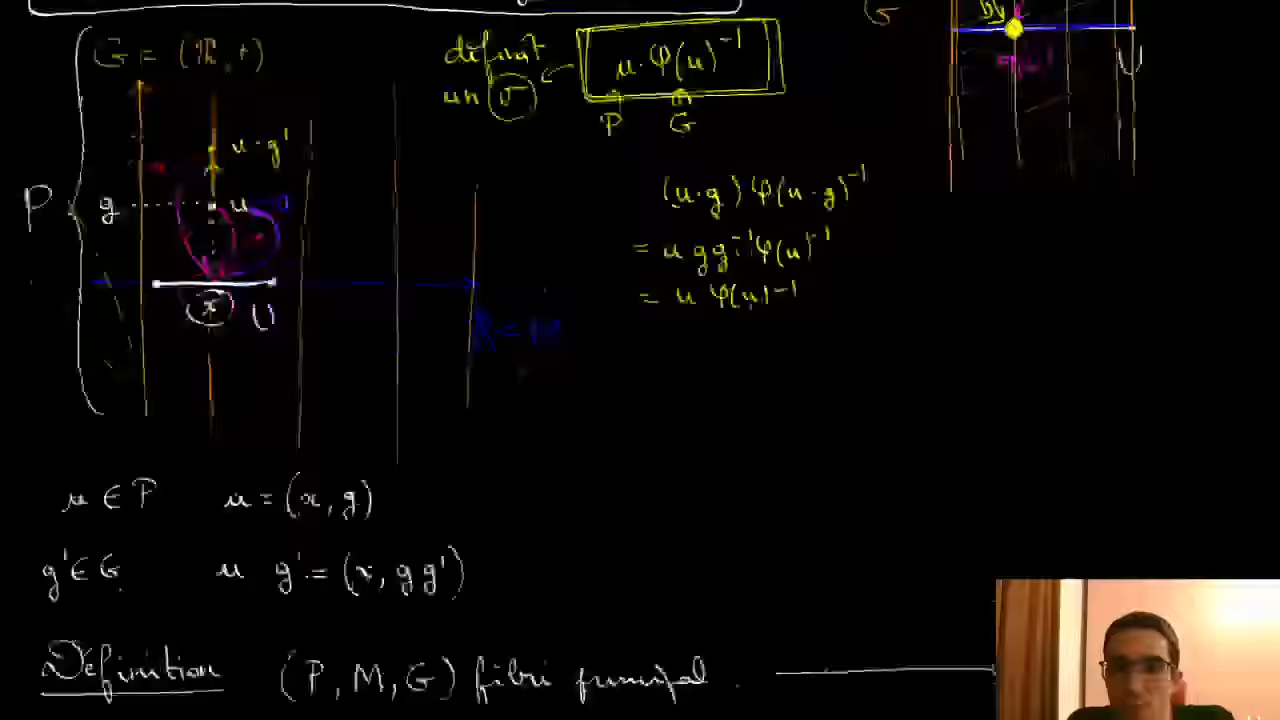 G = (ℝ, +)
définit
un σ
u·φ(u)⁻¹
P G
u·g'
P g u
x U
U
(u·g) φ(u·g)⁻¹
= u g g⁻¹ φ(u)⁻¹
= u φ(u)⁻¹
u ∈ P u = (x, g)
g' ∈ G u g' = (x, g g')
Définition (P, M, G) fibré principal.